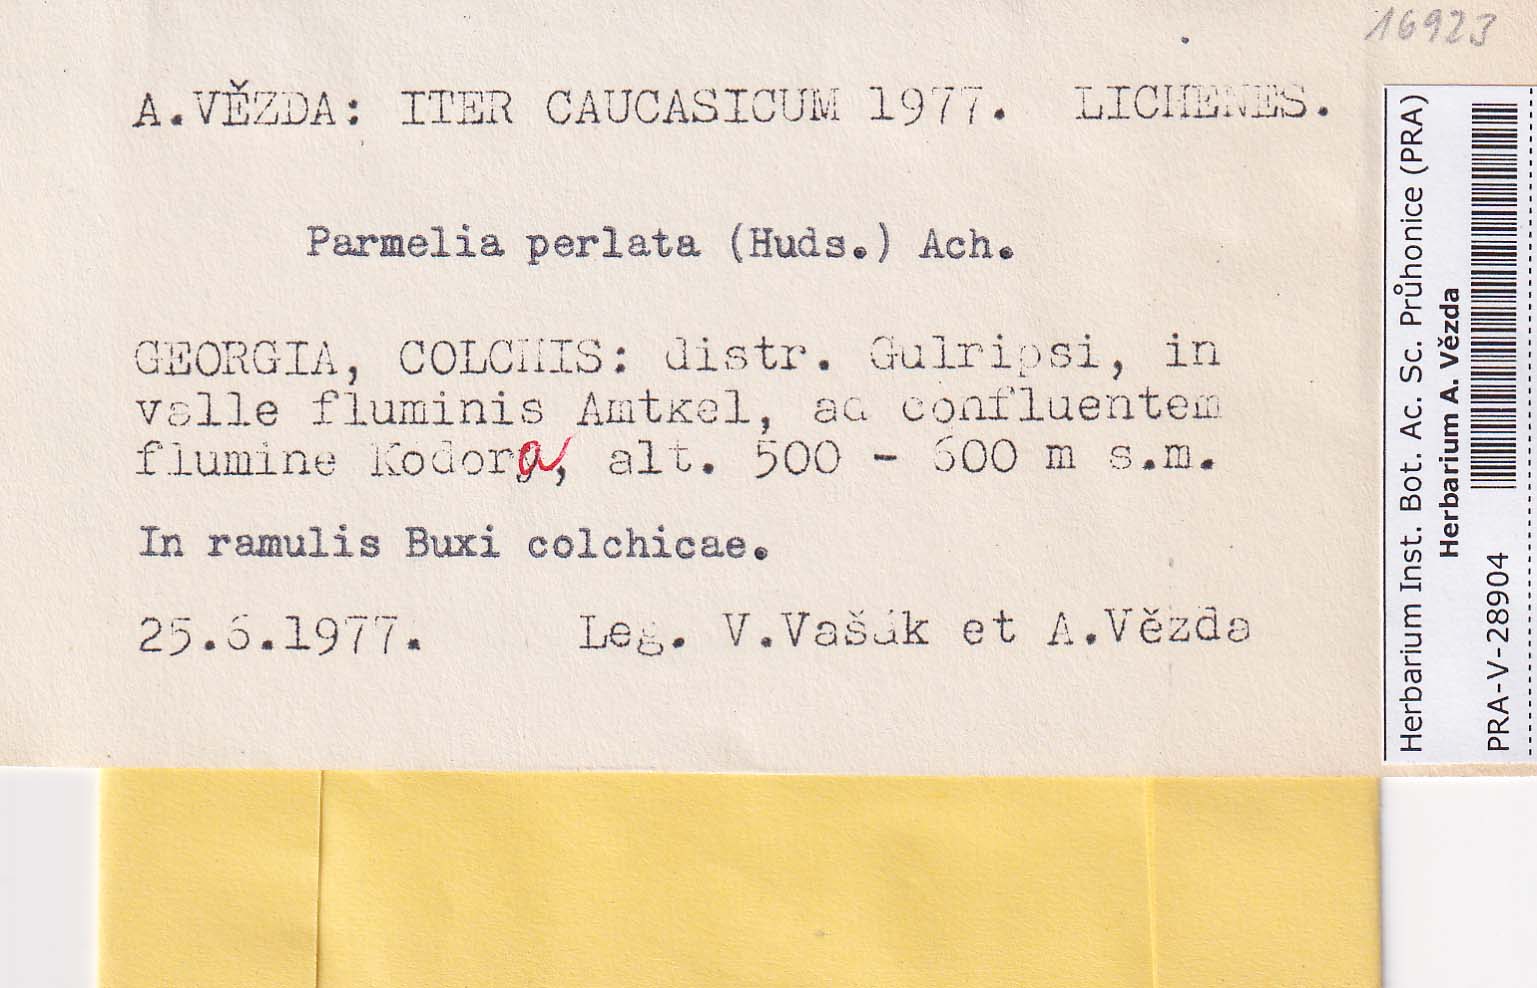 16923
A.VĚZDA: ITER CAUCASICUM 1977. LICHENES.
Parmelia perlata (Huds.) Ach.
GEORGIA, COLCHIS: distr. Gulripsi, in
valle fluminis Amtkel, ad confluentem
flumine Kodora, alt. 500 - 600 m s.m.
In ramulis Buxi colchicae.
25.6.1977. Leg. V.Vašák et A.Vězda
Herbarium Inst. Bot. Ac. Sc. Průhonice (PRA)
Herbarium A. Vězda
PRA-V-28904